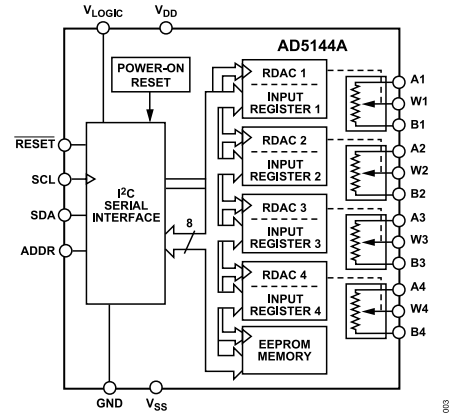 VLOGIC
VDD
AD5144A
POWER-ON
RESET
RDAC 1
INPUT
REGISTER 1
A1
W1
B1
RESET
SCL
SDA
ADDR
I2C
SERIAL
INTERFACE
8
RDAC 2
INPUT
REGISTER 2
A2
W2
B2
RDAC 3
INPUT
REGISTER 3
A3
W3
B3
RDAC 4
INPUT
REGISTER 4
A4
W4
B4
EEPROM
MEMORY
GND
VSS
003